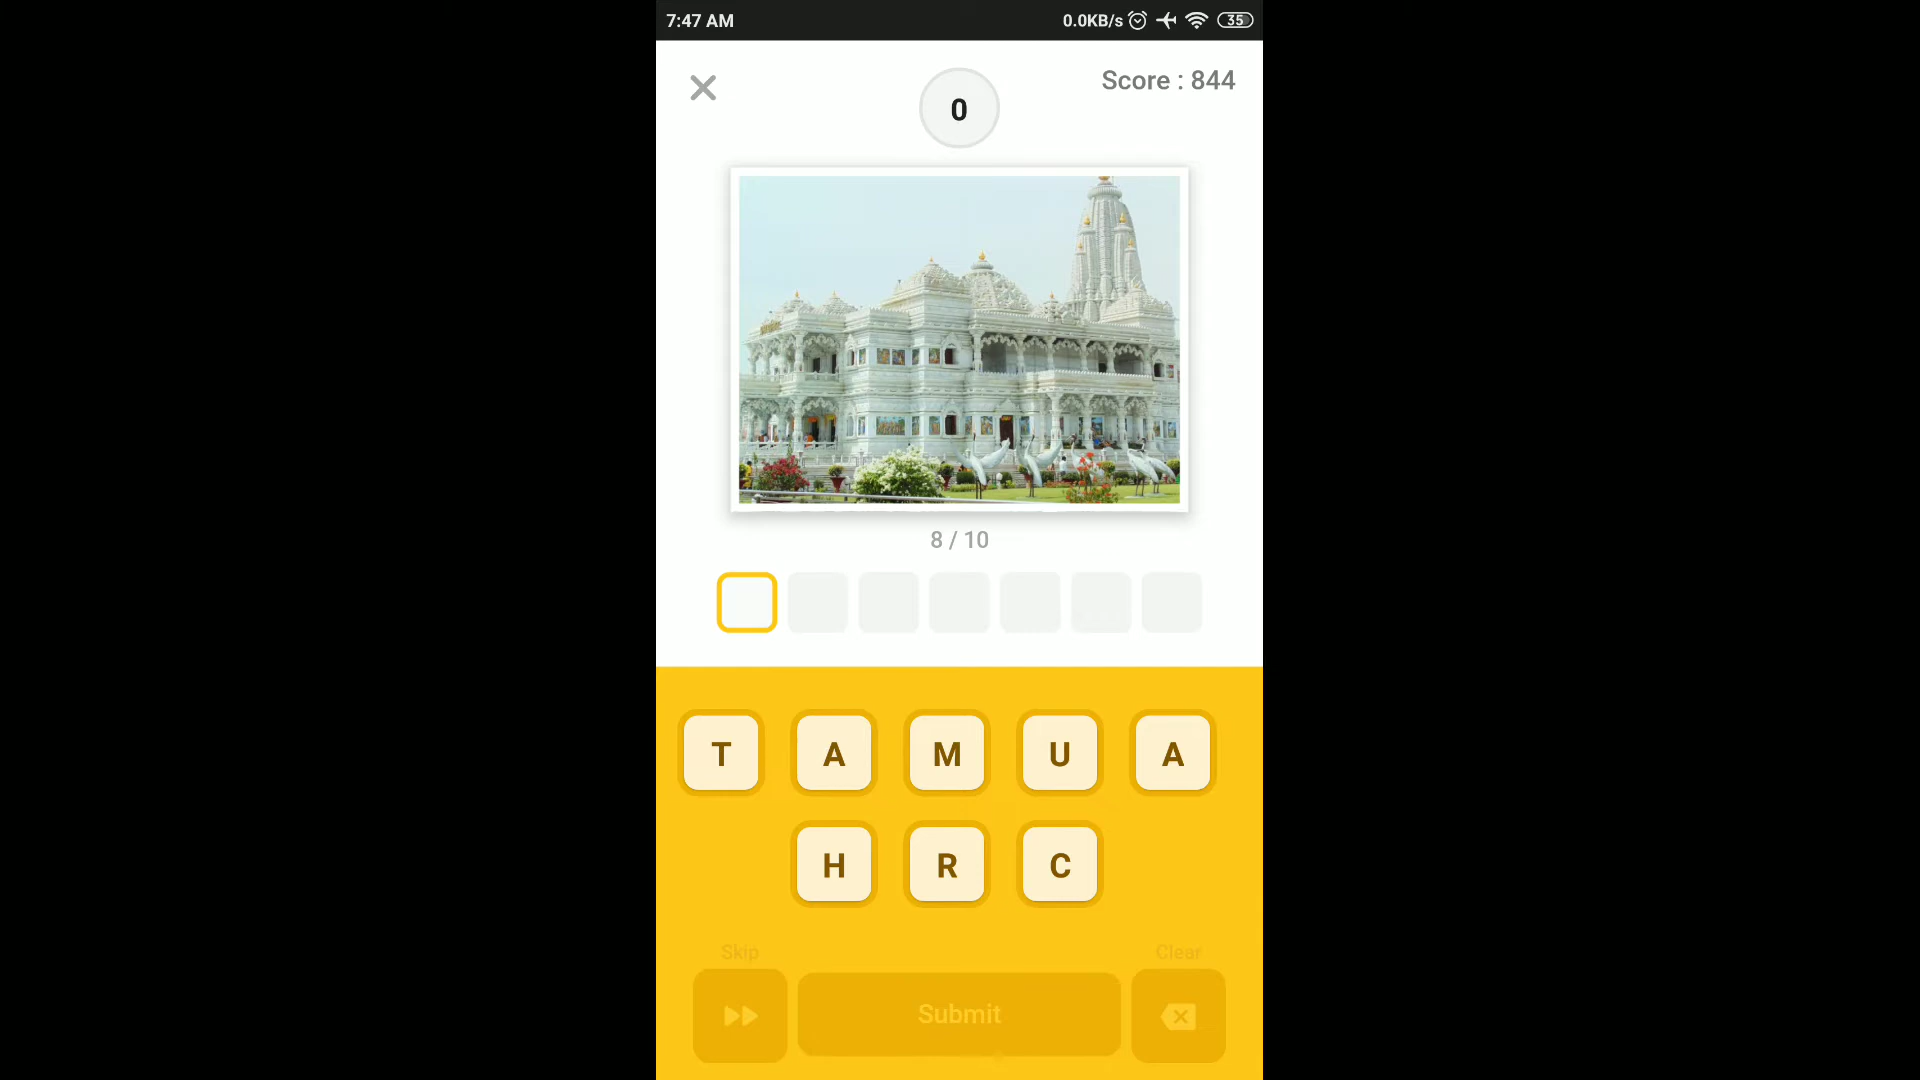 7:47 AM 0.0KB/s 35
Score : 844
0
8 / 10
T A M U A
H R C
Skip Clear
Submit